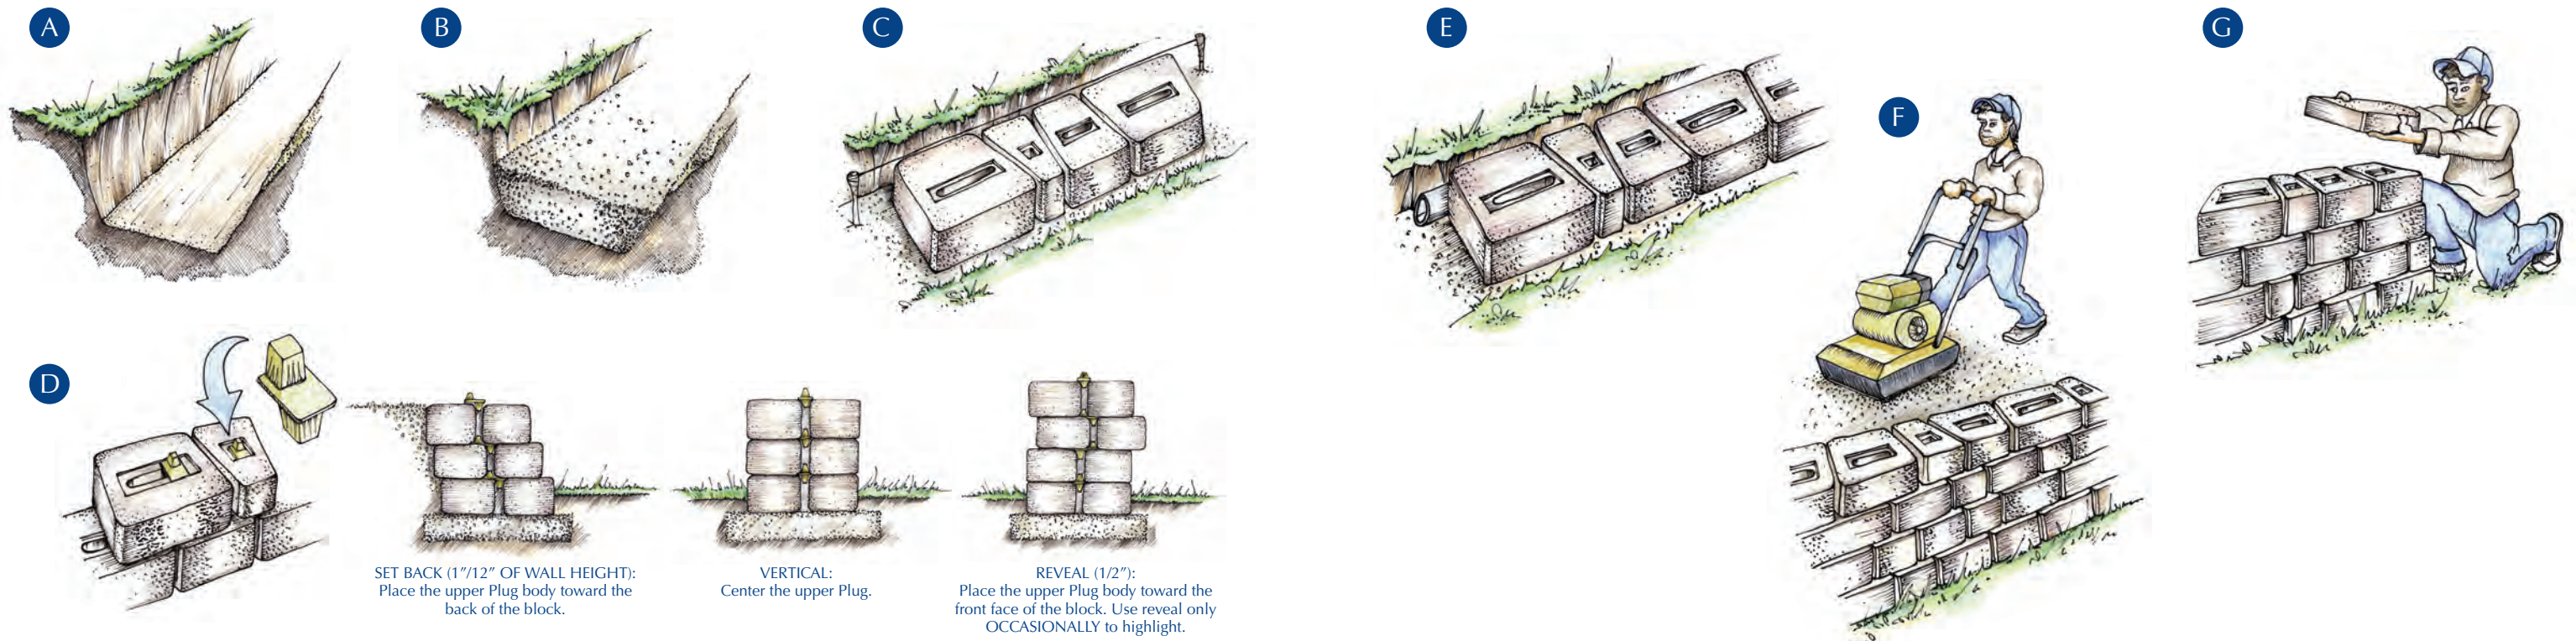 A
B
C
D
SET BACK (1”/12” OF WALL HEIGHT):
Place the upper Plug body toward the
back of the block.
VERTICAL:
Center the upper Plug.
REVEAL (1/2”):
Place the upper Plug body toward the
front face of the block. Use reveal only
OCCASIONALLY to highlight.
E
F
G